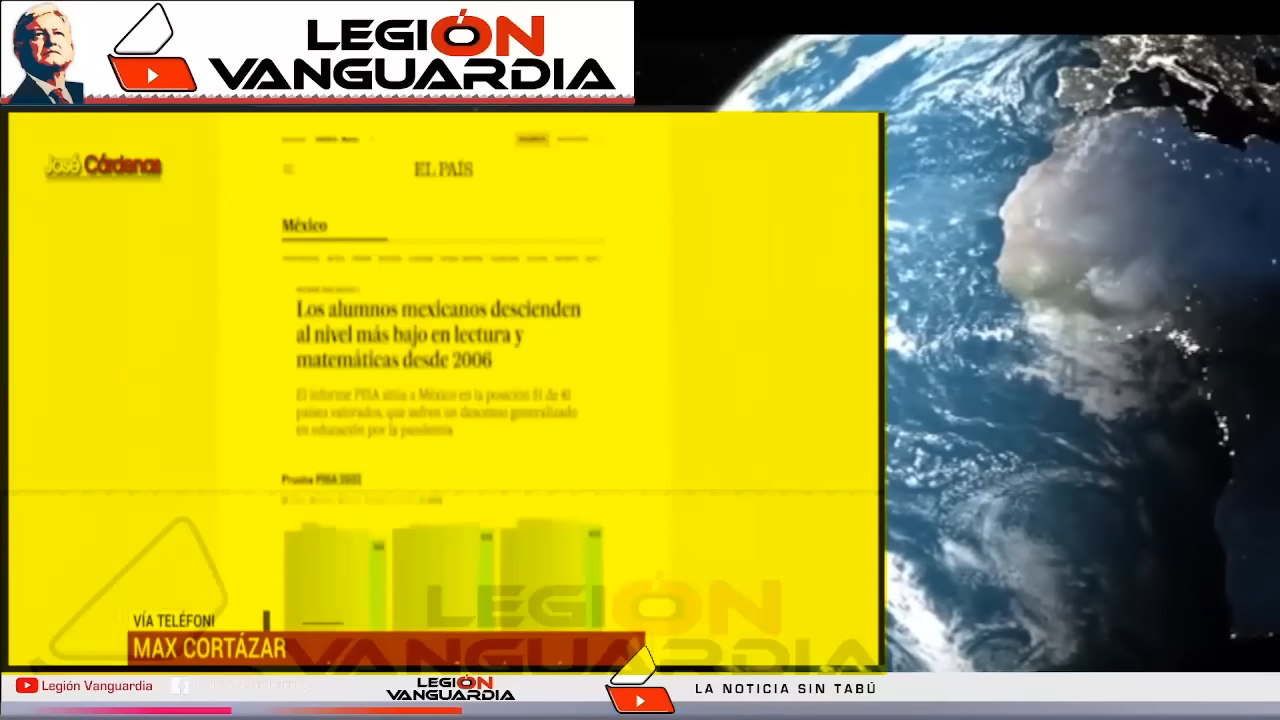 LEGIÓN
VANGUARDIA
José Cárdenas
EL PAÍS
México
Los alumnos mexicanos descienden
al nivel más bajo en lectura y
matemáticas desde 2006
El informe PISA sitúa a México en la posición 51 de 81
países valorados, que sufren un descenso generalizado
en educación por la pandemia
Prueba PISA 2022
LEGIÓN
VANGUARDIA
VÍA TELÉFONI
MAX CORTÁZAR
Legión Vanguardia
LEGIÓN
VANGUARDIA
LA NOTICIA SIN TABÚ